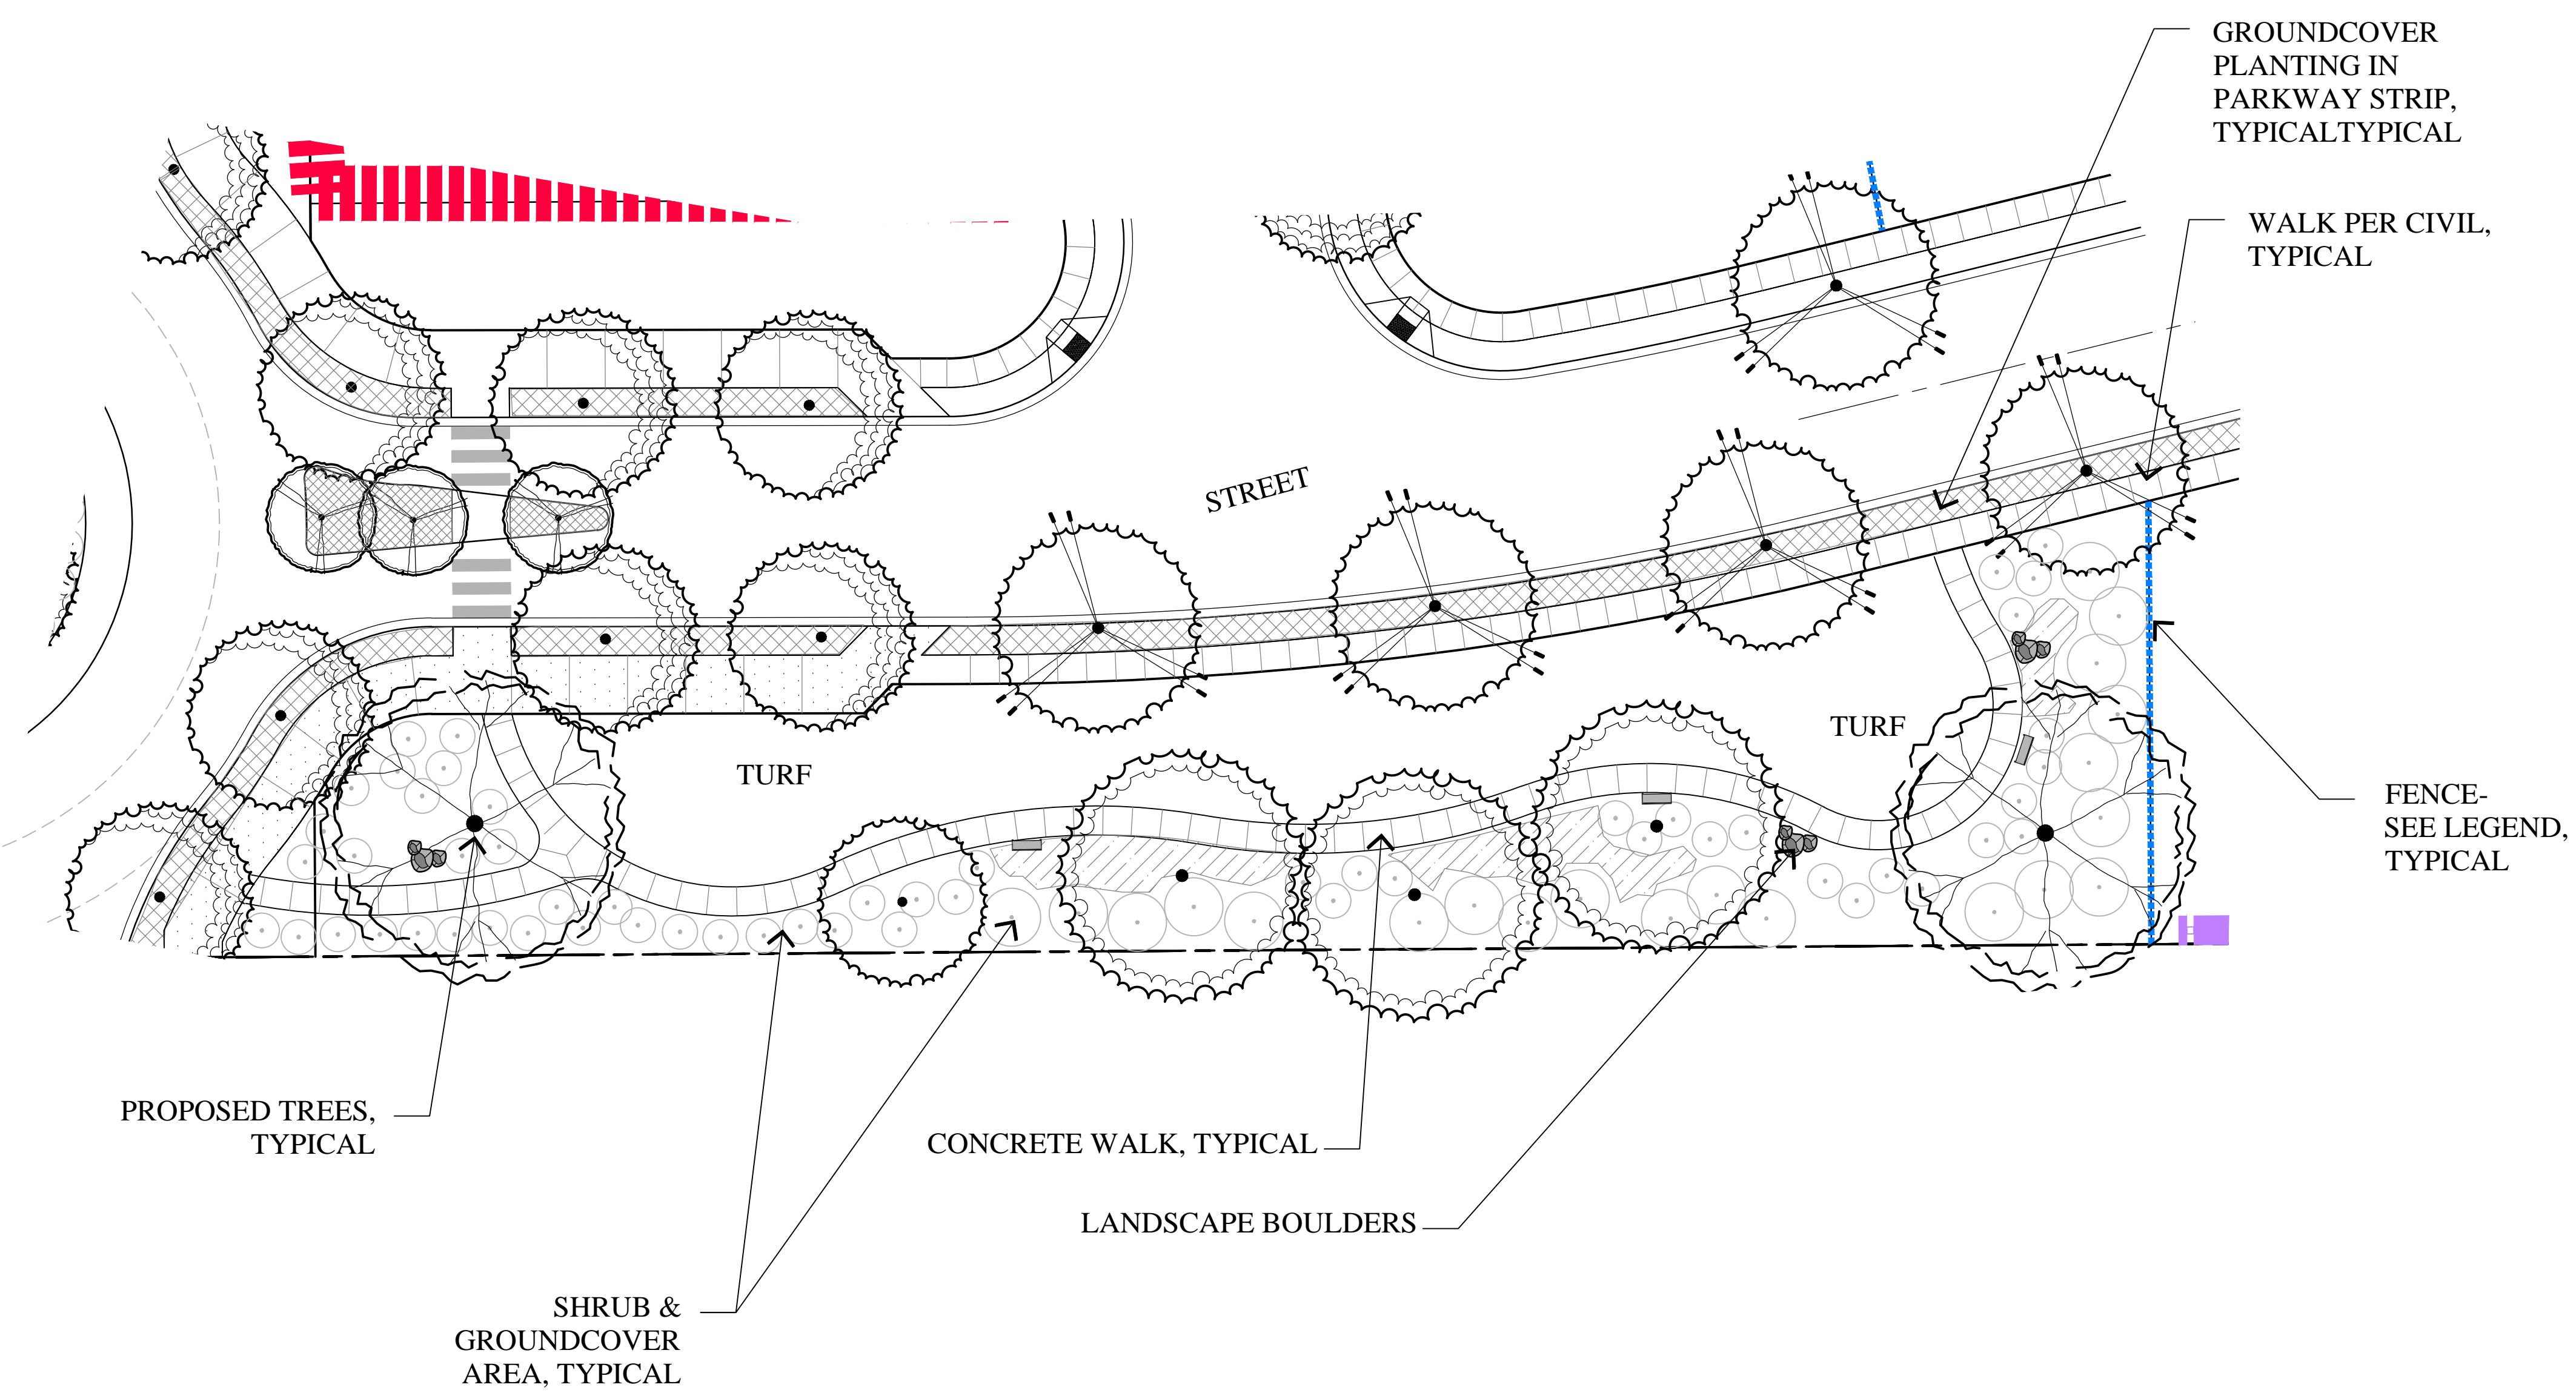 GROUNDCOVER
PLANTING IN
PARKWAY STRIP,
TYPICALTYPICAL
WALK PER CIVIL,
TYPICAL
STREET
TURF
TURF
FENCE-
SEE LEGEND,
TYPICAL
PROPOSED TREES,
TYPICAL
CONCRETE WALK, TYPICAL
LANDSCAPE BOULDERS
SHRUB &
GROUNDCOVER
AREA, TYPICAL